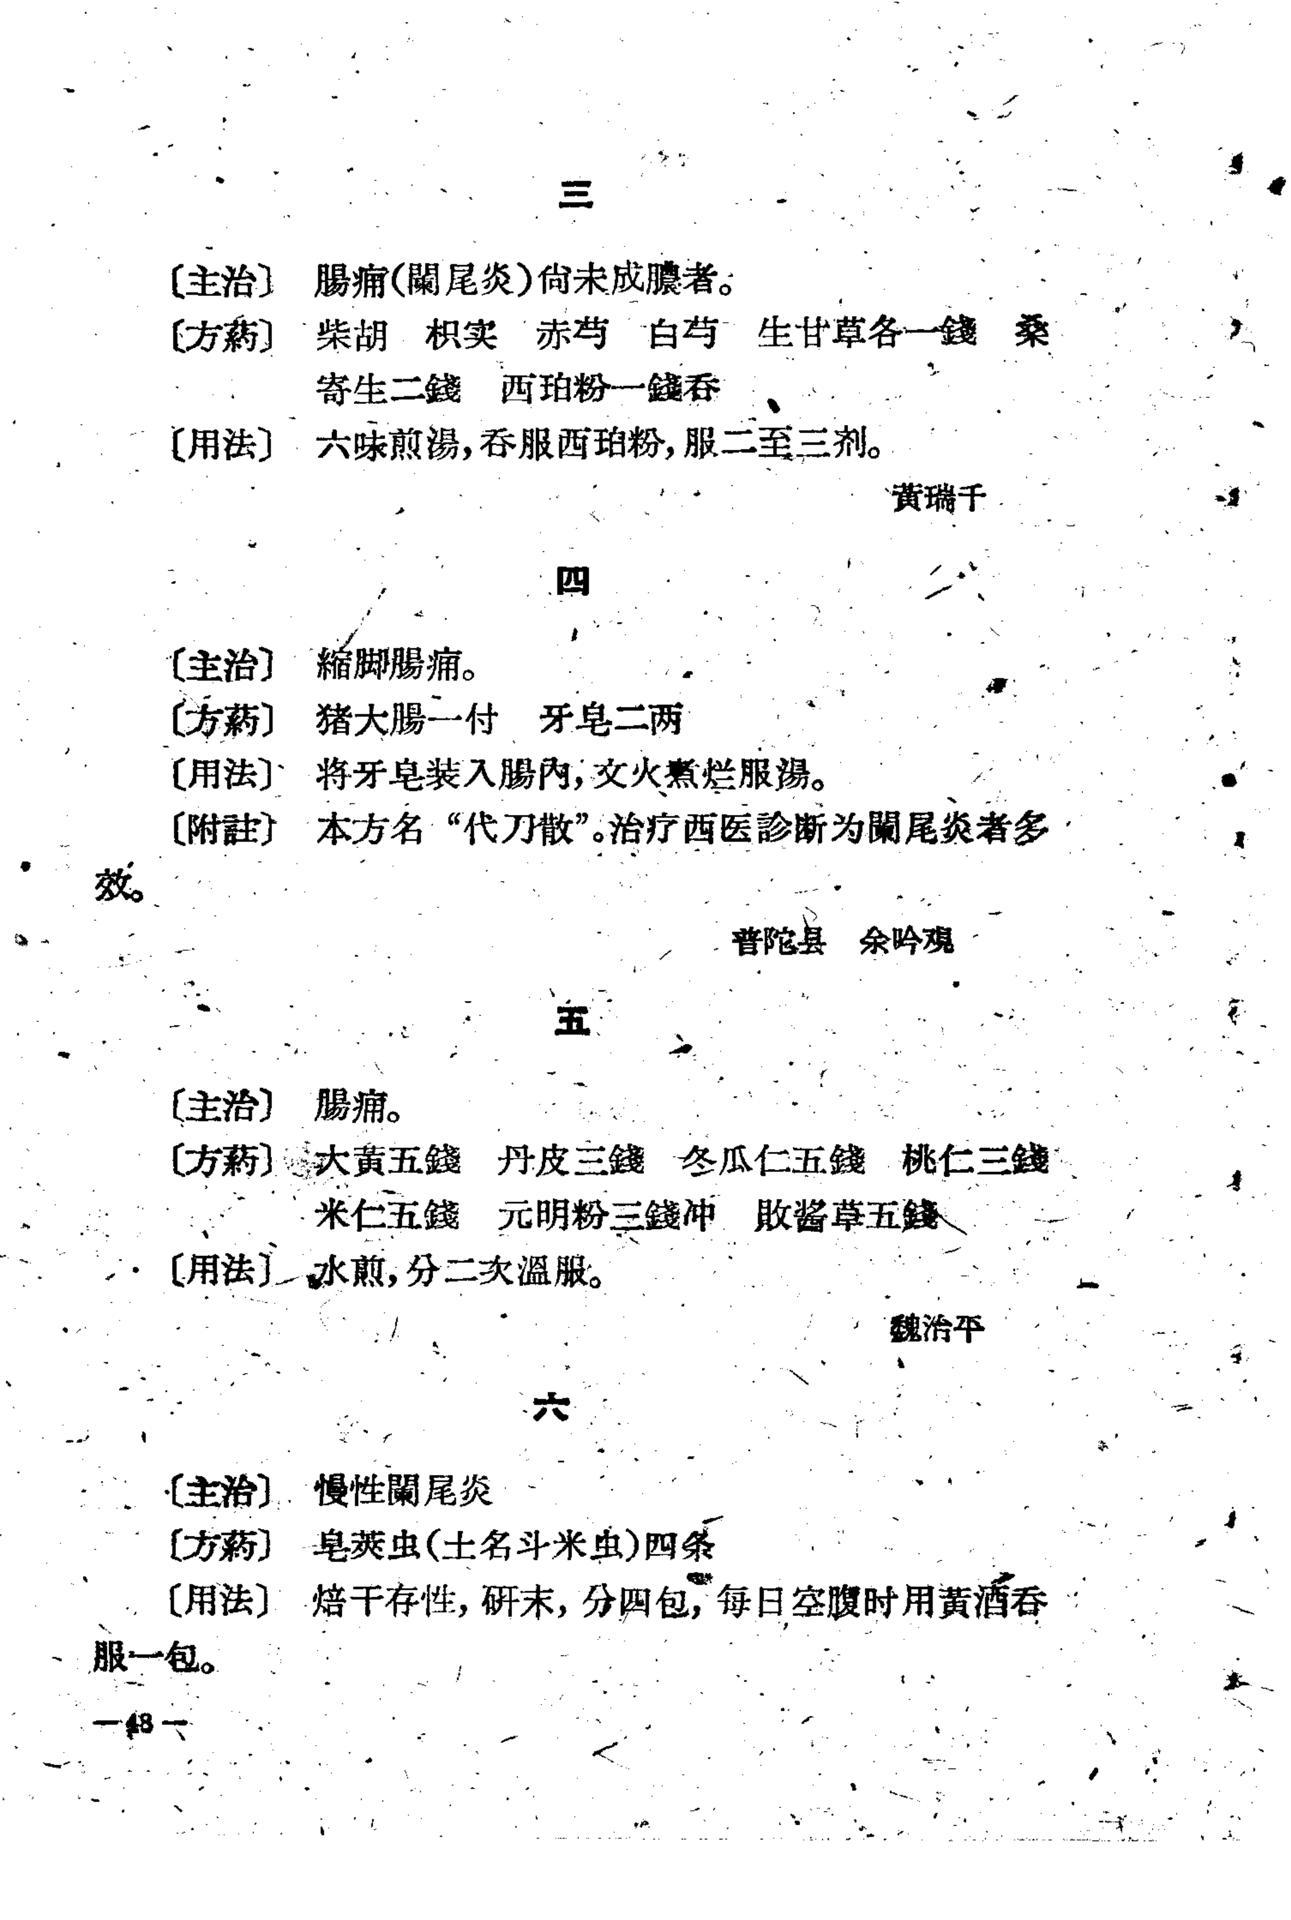 三
〔主治〕 腸痈(闌尾炎)尙未成膿者。
〔方葯〕 柴胡 枳实 赤芍 白芍 生甘草各一錢 桑
寄生二錢 西珀粉一錢吞
〔用法〕 六味煎湯,吞服西珀粉,服二至三剂。
黃瑞千
四
〔主治〕 縮脚腸痈。
〔方葯〕 猪大腸一付 牙皂二两
〔用法〕 将牙皂装入腸內,文火煮烂服湯。
〔附註〕 本方名“代刀散”。治疗西医診断为闌尾炎者多
效。
普陀县 余吟观
五
〔主治〕 腸痈。
〔方葯〕 大黃五錢 丹皮三錢 冬瓜仁五錢 桃仁三錢
米仁五錢 元明粉三錢冲 敗酱草五錢
〔用法〕 水煎,分二次溫服。
魏治平
六
〔主治〕 慢性闌尾炎
〔方葯〕 皂莢虫(土名斗米虫)四条
〔用法〕 焙干存性,研末,分四包,每日空腹时用黃酒吞
服一包。
—48—